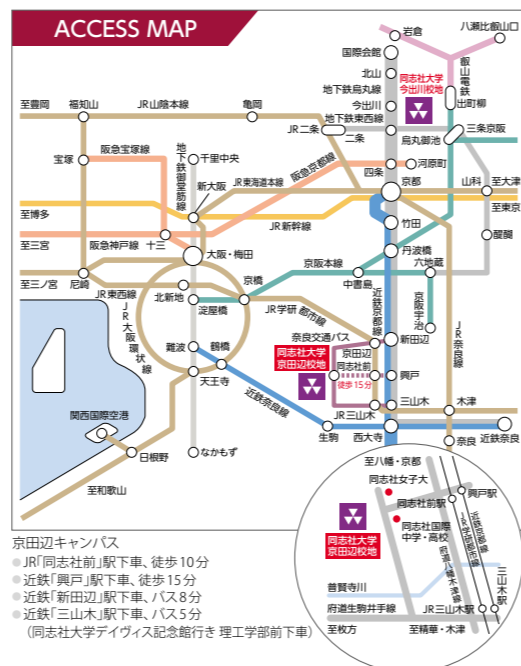 ACCESS MAP
岩倉
八瀬比叡山口
国際会館
北山
地下鉄烏丸線
今出川
地下鉄東西線
同志社大学
今出川校地
叡山電鉄
出町柳
三条京阪
烏丸御池
至豊岡
福知山
JR山陰本線
亀岡
JR二条
二条
宝塚
阪急宝塚線
地下鉄御堂筋線
千里中央
阪急京都線
四条
河原町
新大阪
JR東海本線
京都
山科
至大津
至博多
JR新幹線
至東京
竹田
醍醐
至三宮
阪急神戸線
十三
大阪・梅田
丹波橋
六地蔵
京阪本線
京橋
中書島
至三ノ宮
尼崎
JR東西線
北新地
淀屋橋
JR学研都市線
近鉄京都線
京阪宇治
JR奈良線
JR大阪環状線
奈良交通バス
新田辺
京田辺
同志社前
同志社大学
京田辺校地
徒歩15分
興戸
難波
鶴橋
天王寺
近鉄奈良線
JR三山木
三山木
木津
関西国際空港
生駒
西大寺
奈良
近鉄奈良
日根野
なかもず
至和歌山
至八幡・京都
同志社女子大
興戸駅
同志社前駅
同志社大学
京田辺校地
同志社国際
中学・高校
近鉄京都線
JR学研都市線
府道八幡木津線
三山木駅
普賢寺川
府道生駒井手線
JR三山木駅
至枚方
至精華・木津
京田辺キャンパス
JR「同志社前」駅下車、徒歩10分
近鉄「興戸」駅下車、徒歩15分
近鉄「新田辺」駅下車、バス8分
近鉄「三山木」駅下車、バス5分
（同志社大学デイヴィス記念館行き 理工学部前下車）